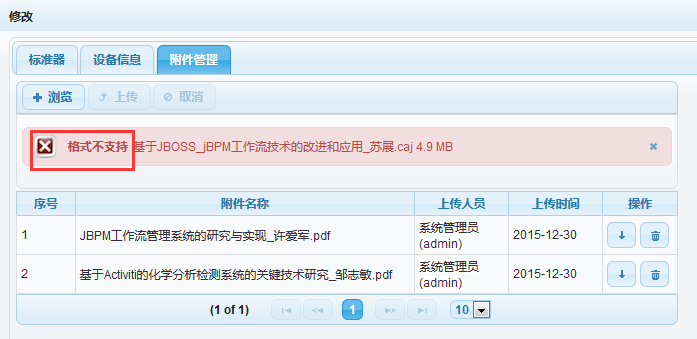 修改
标准器 设备信息 附件管理
浏览 上传 取消
格式不支持 基于JBOSS_jBPM工作流技术的改进和应用_苏展.caj 4.9 MB
序号 附件名称 上传人员 上传时间 操作
1 JBPM工作流管理系统的研究与实现_许爱军.pdf 系统管理员(admin) 2015-12-30
2 基于Activiti的化学分析检测系统的关键技术研究_邹志敏.pdf 系统管理员(admin) 2015-12-30
(1 of 1) 1 10